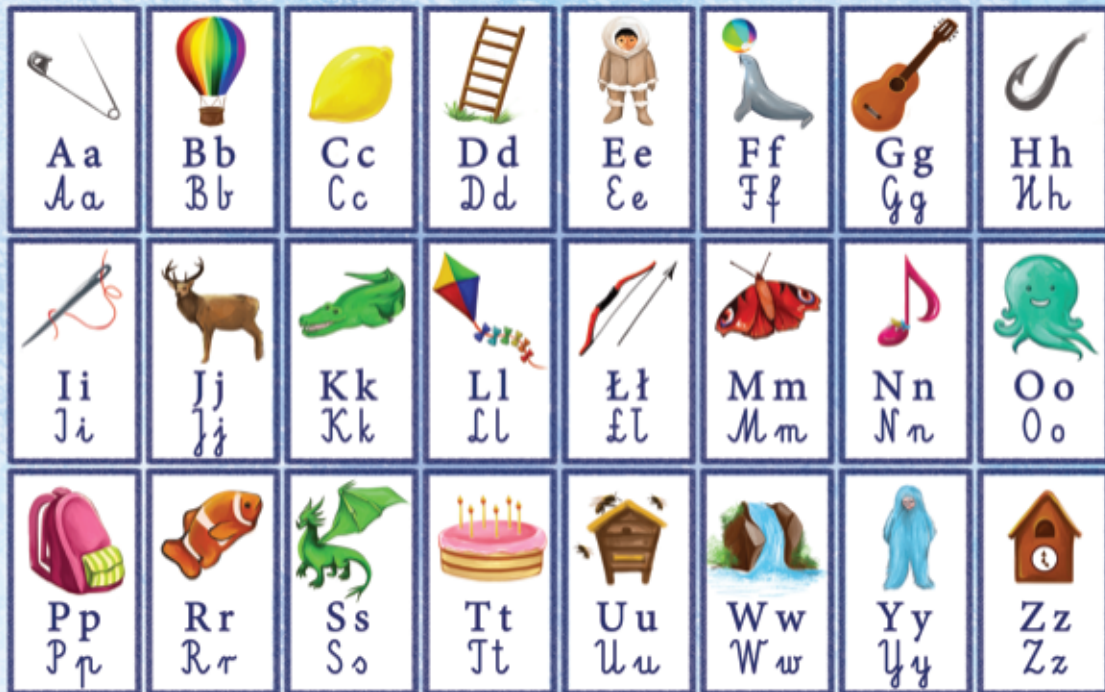 Aa Bb Cc Dd Ee Ff Gg Hh
Aa Bb Cc Dd Ee Ff Gg Hh
Ii Jj Kk Ll Łł Mm Nn Oo
Ii Jj Kk Ll Łł Mm Nn Oo
Pp Rr Ss Tt Uu Ww Yy Zz
Pp Rr Ss Tt Uu Ww Yy Zz